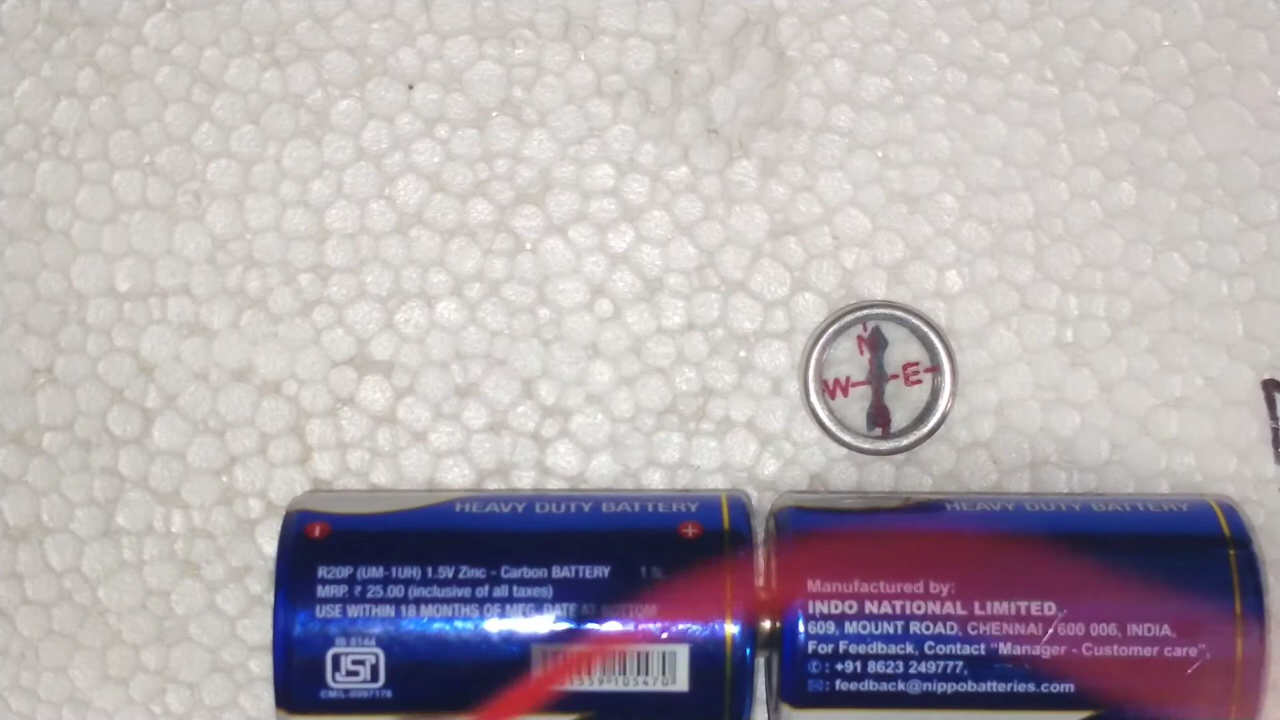 N
W E
HEAVY DUTY BATTERY
R20P (UM-1UH) 1.5V Zinc - Carbon BATTERY
MRP. ₹ 25.00 (inclusive of all taxes)
USE WITHIN 18 MONTHS OF MFG. DATE AT BOTTOM
IS 8144
ISI
HEAVY DUTY BATTERY
Manufactured by:
INDO NATIONAL LIMITED,
609, MOUNT ROAD, CHENNAI - 600 006, INDIA,
For Feedback, Contact “Manager - Customer care”,
: +91 8623 249777,
: feedback@nippobatteries.com